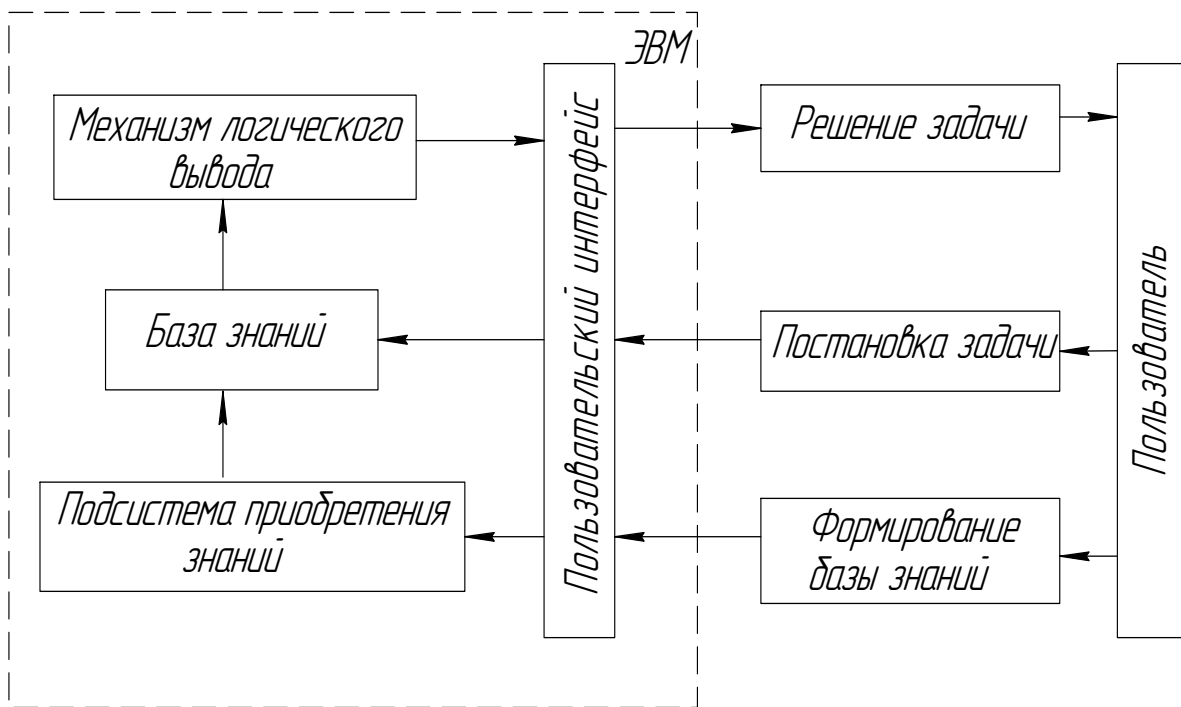 ЭВМ
Механизм логического
вывода
Решение задачи
База знаний
Постановка задачи
Подсистема приобретения
знаний
Формирование
базы знаний
Пользовательский интерфейс
Пользователь